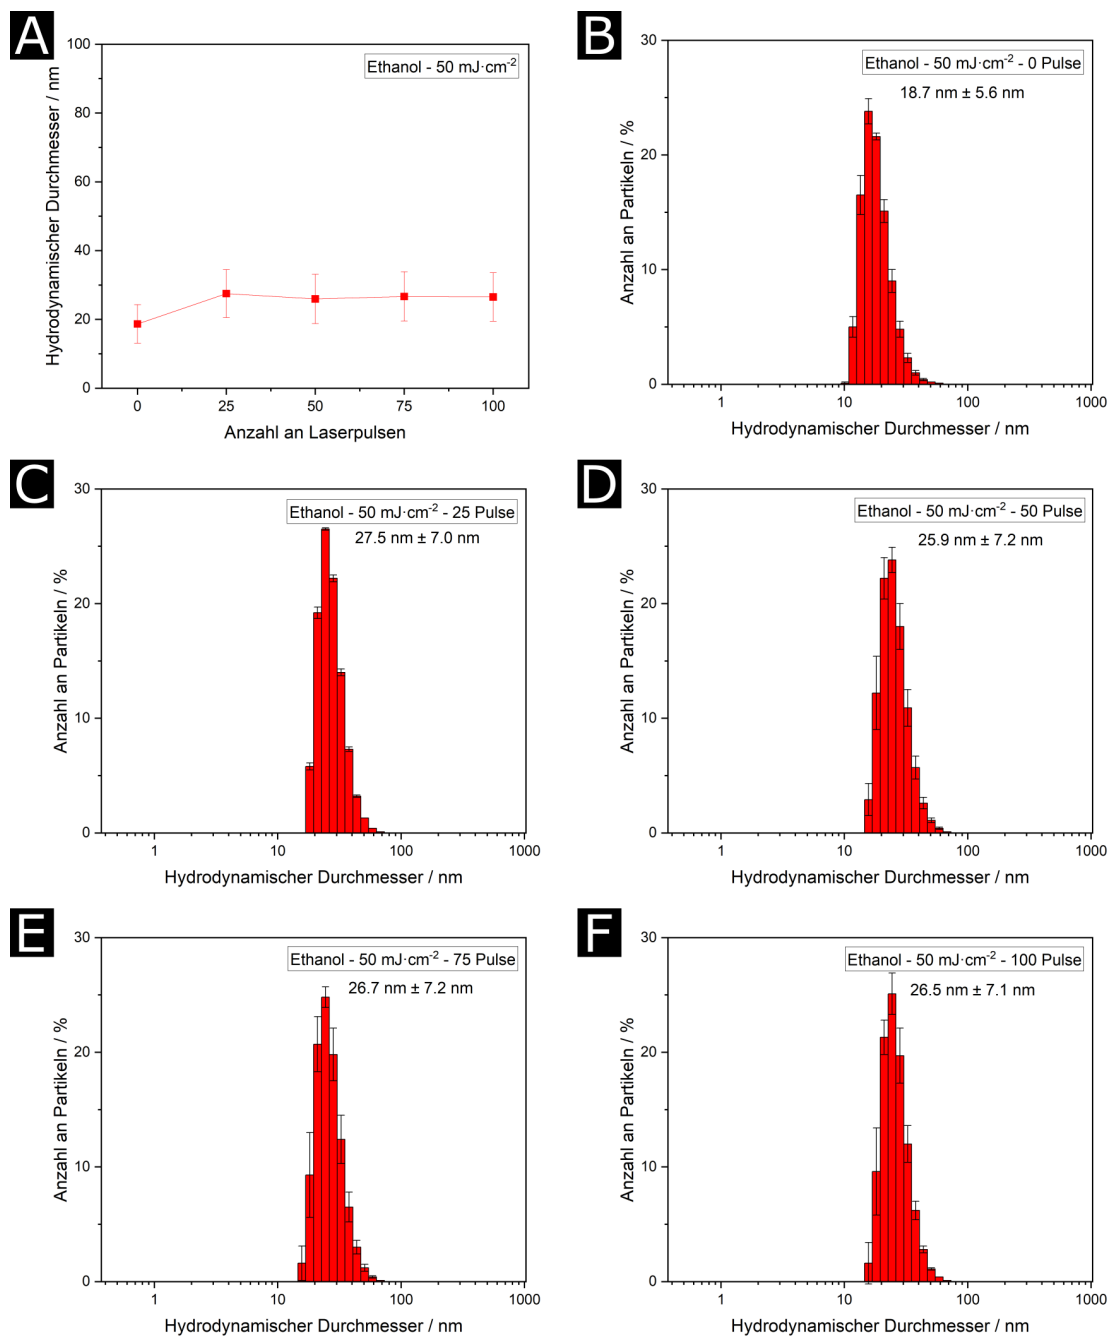 A
Ethanol - 50 mJ·cm⁻²
Hydrodynamischer Durchmesser / nm
100
80
60
40
20
0
0 25 50 75 100
Anzahl an Laserpulsen
B
Ethanol - 50 mJ·cm⁻² - 0 Pulse
18.7 nm ± 5.6 nm
Anzahl an Partikeln / %
30
20
10
0
1 10 100 1000
Hydrodynamischer Durchmesser / nm
C
Ethanol - 50 mJ·cm⁻² - 25 Pulse
27.5 nm ± 7.0 nm
Anzahl an Partikeln / %
30
20
10
0
1 10 100 1000
Hydrodynamischer Durchmesser / nm
D
Ethanol - 50 mJ·cm⁻² - 50 Pulse
25.9 nm ± 7.2 nm
Anzahl an Partikeln / %
30
20
10
0
1 10 100 1000
Hydrodynamischer Durchmesser / nm
E
Ethanol - 50 mJ·cm⁻² - 75 Pulse
26.7 nm ± 7.2 nm
Anzahl an Partikeln / %
30
20
10
0
1 10 100 1000
Hydrodynamischer Durchmesser / nm
F
Ethanol - 50 mJ·cm⁻² - 100 Pulse
26.5 nm ± 7.1 nm
Anzahl an Partikeln / %
30
20
10
0
1 10 100 1000
Hydrodynamischer Durchmesser / nm